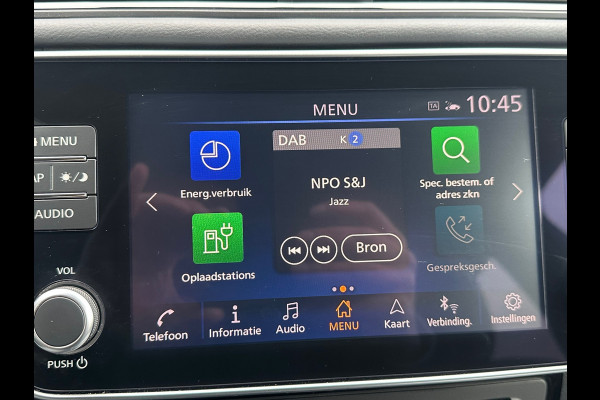 MENU
TA
10:45
MENU
AP
AUDIO
VOL
PUSH
Energ.verbruik
Oplaadstations
DAB K 2
NPO S&J
Jazz
Bron
Spec. bestem. of
adres zkn
Gespreksgesch.
Telefoon
Informatie
Audio
MENU
Kaart
Verbinding.
Instellingen